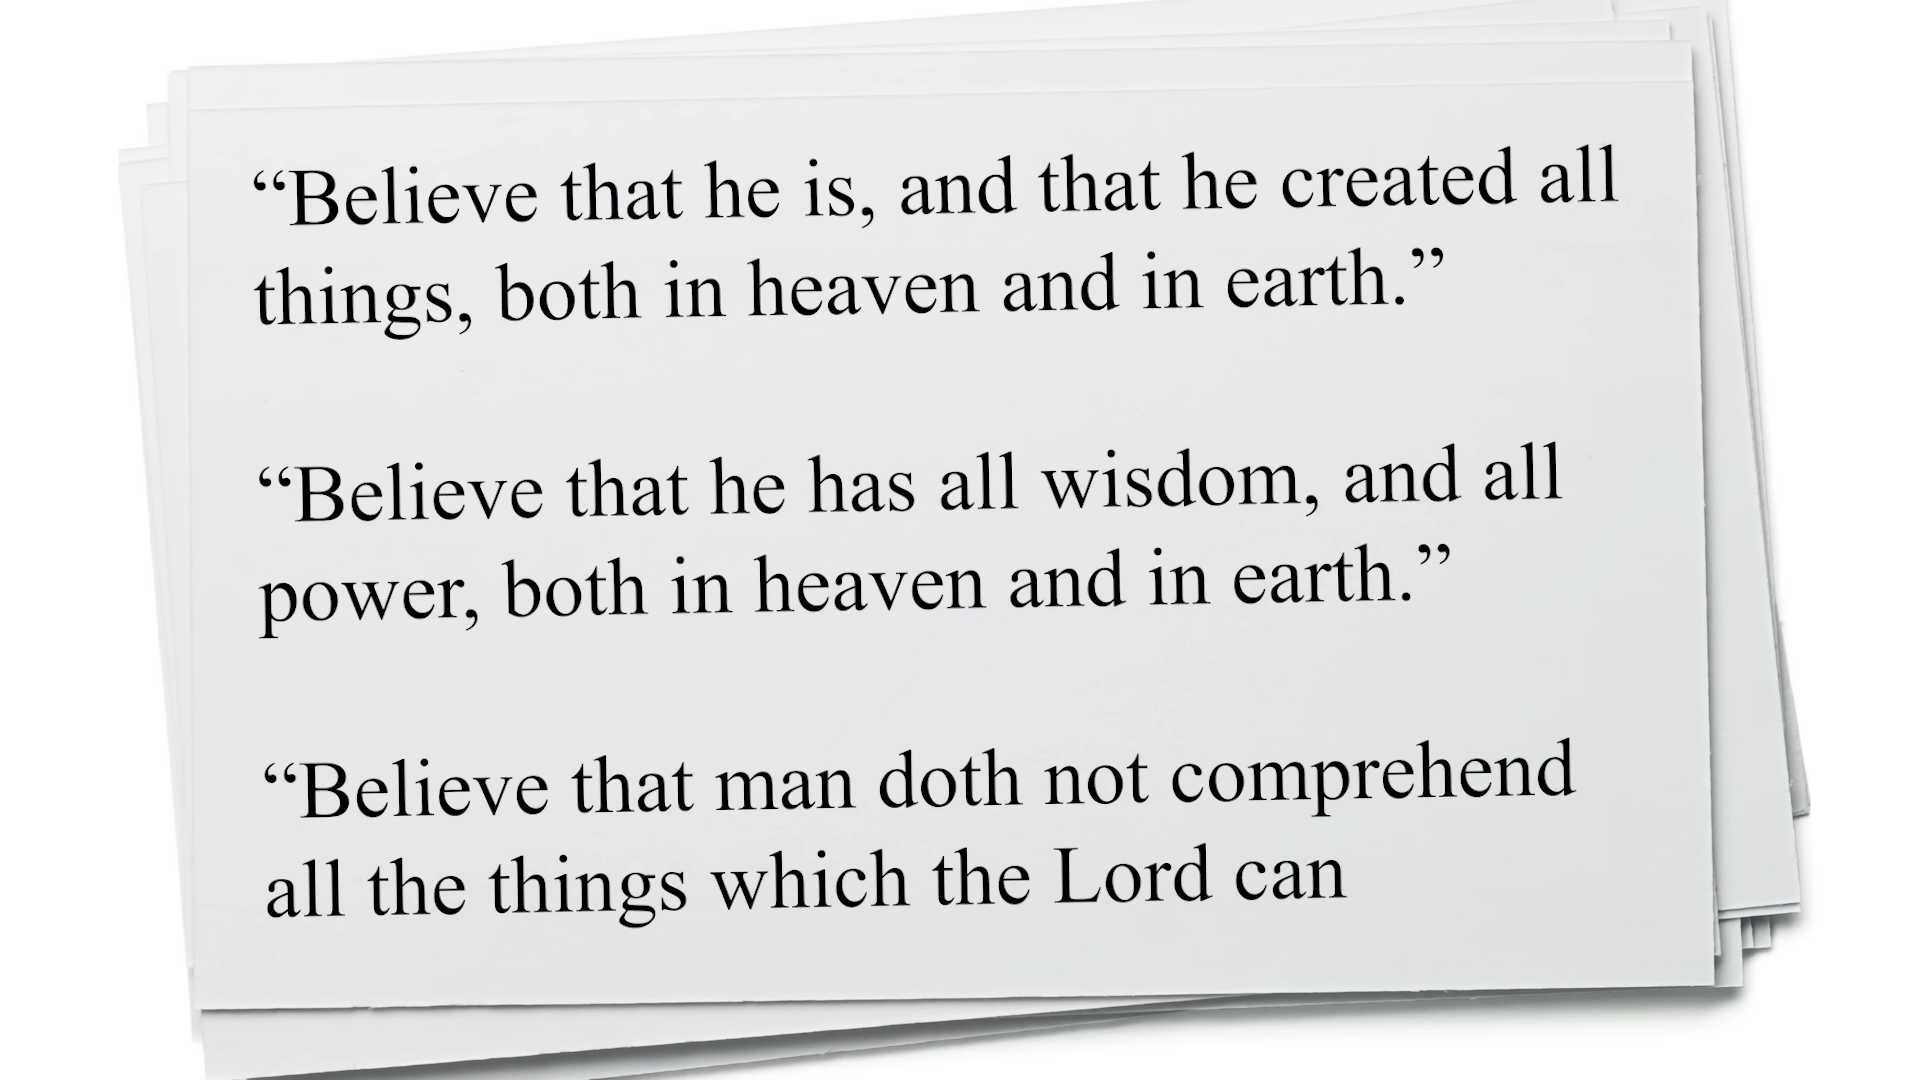 “Believe that he is, and that he created all
things, both in heaven and in earth.”
“Believe that he has all wisdom, and all
power, both in heaven and in earth.”
“Believe that man doth not comprehend
all the things which the Lord can